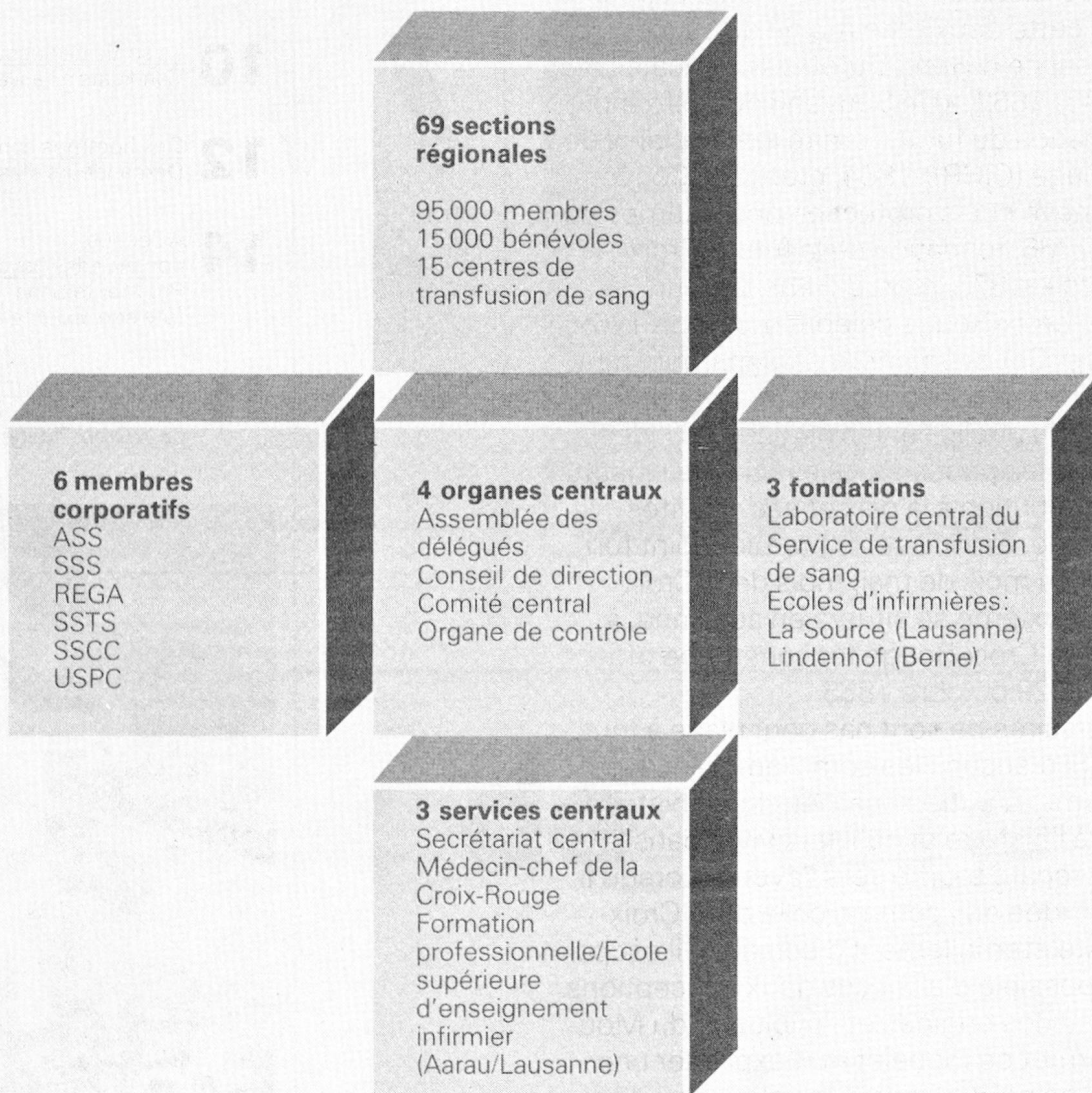 69 sections
régionales
95 000 membres
15 000 bénévoles
15 centres de
transfusion de sang
6 membres
corporatifs
ASS
SSS
REGA
SSTS
SSCC
USPC
4 organes centraux
Assemblée des
délégués
Conseil de direction
Comité central
Organe de contrôle
3 fondations
Laboratoire central du
Service de transfusion
de sang
Ecoles d'infirmières:
La Source (Lausanne)
Lindenhof (Berne)
3 services centraux
Secrétariat central
Médecin-chef de la
Croix-Rouge
Formation
professionnelle/Ecole
supérieure
d'enseignement
infirmier
(Aarau/Lausanne)